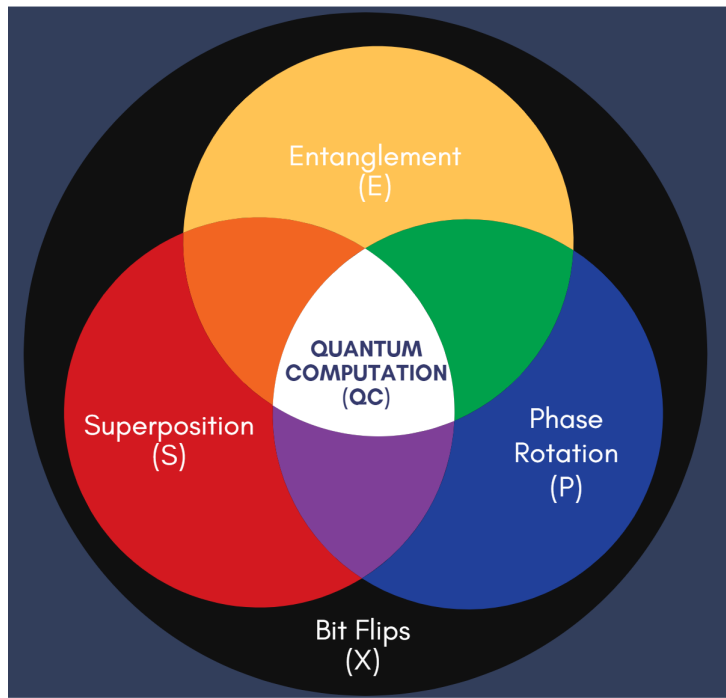 Entanglement
(E)
QUANTUM
COMPUTATION
(QC)
Superposition
(S)
Phase
Rotation
(P)
Bit Flips
(X)